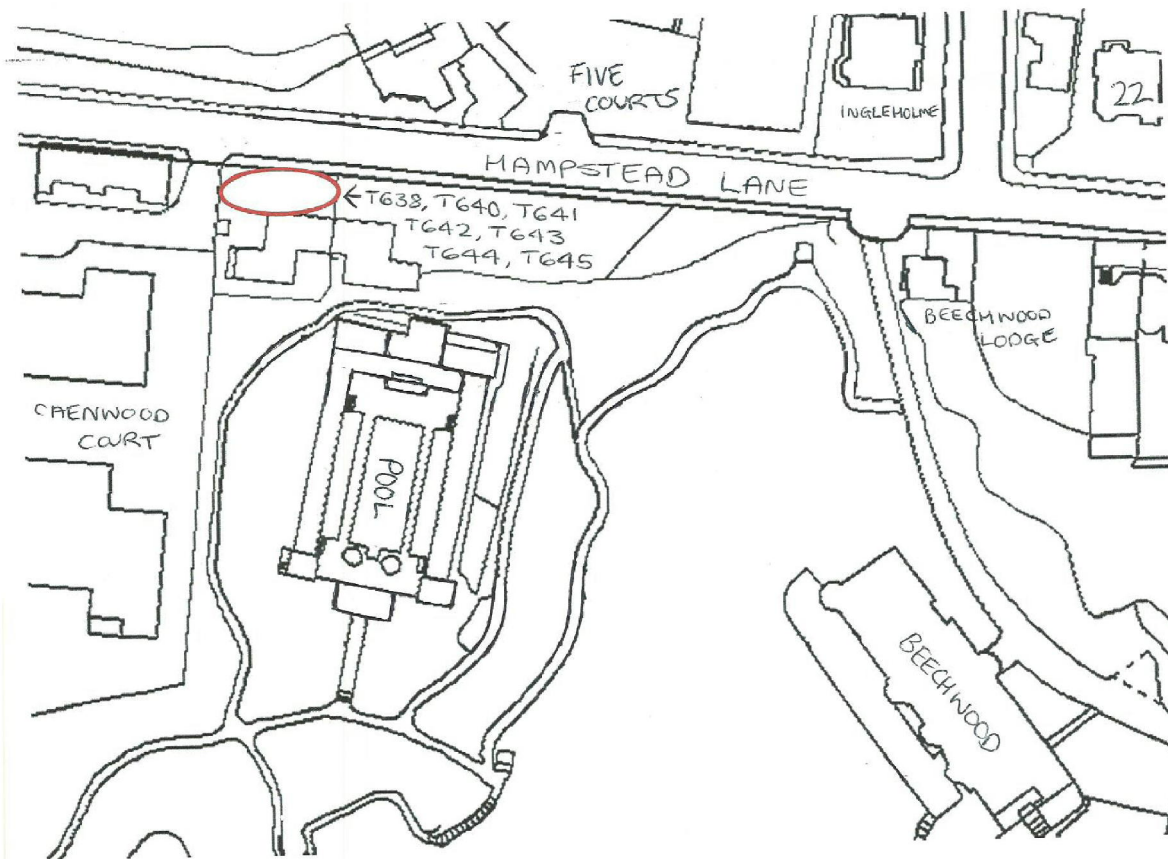 FIVE
COURTS
INGLEHOLME
22
HAMPSTEAD LANE
←T638, T640, T641
T642, T643
T644, T645
BEECHWOOD
LODGE
CAENWOOD
COURT
POOL
BEECHWOOD